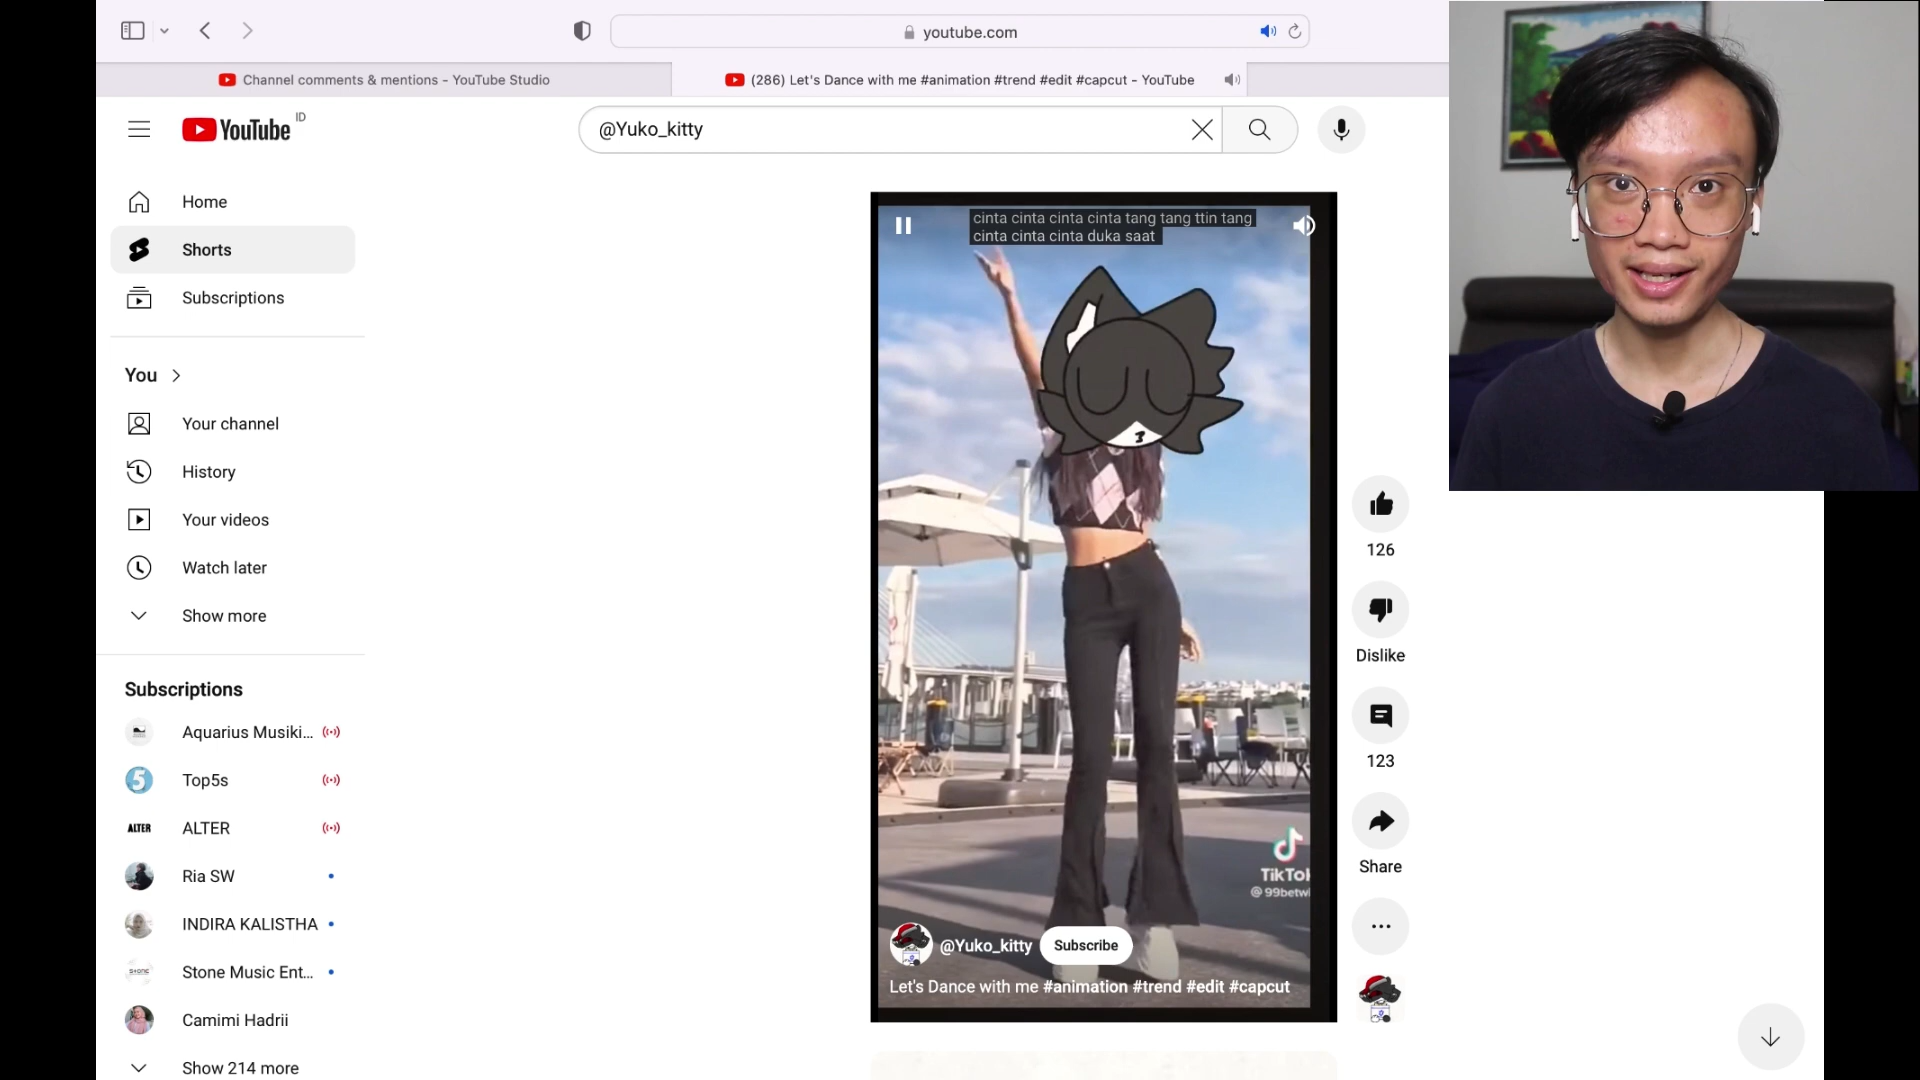 youtube.com
Channel comments & mentions - YouTube Studio
(286) Let's Dance with me #animation #trend #edit #capcut - YouTube
YouTube ID
@Yuko_kitty
Home
Shorts
Subscriptions
You
Your channel
History
Your videos
Watch later
Show more
Subscriptions
Aquarius Musiki...
5
Top5s
ALTER
ALTER
Ria SW
INDIRA KALISTHA
Stone Music Ent...
Camimi Hadrii
Show 214 more
cinta cinta cinta cinta tang tang ttin tang
cinta cinta cinta duka saat
TikTok
@99betwi
@Yuko_kitty
Subscribe
Let's Dance with me #animation #trend #edit #capcut
126
Dislike
123
Share